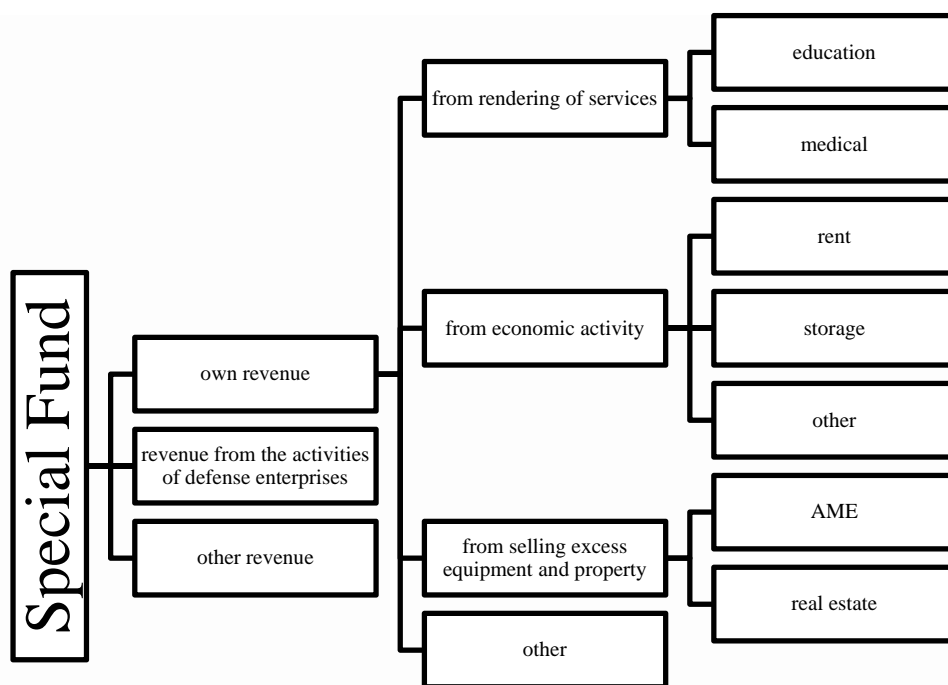 Special Fund
own revenue
revenue from the activities
of defense enterprises
other revenue
from rendering of services
from economic activity
from selling excess
equipment and property
other
education
medical
rent
storage
other
AME
real estate